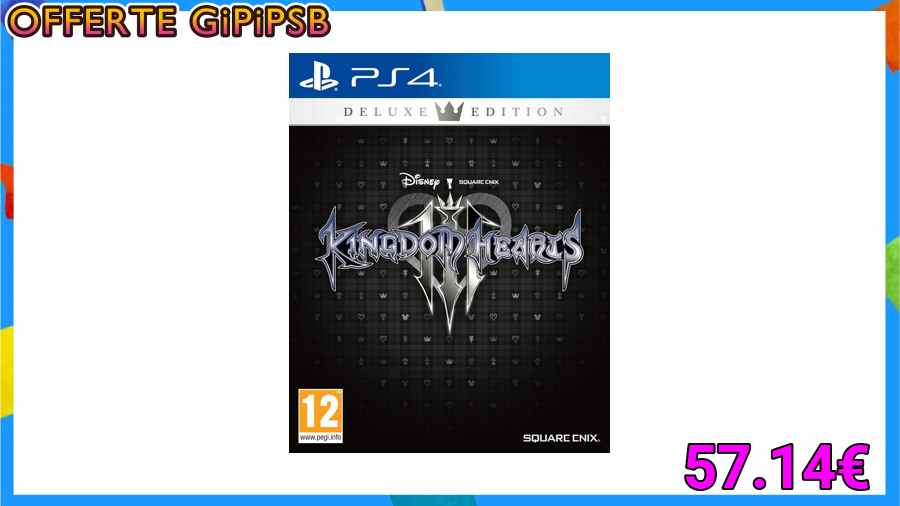 OFFERTE GiPiPSB
PS4
DELUXE EDITION
Disney SQUARE ENIX
KINGDOM HEARTS
III
12
www.pegi.info
SQUARE ENIX.
57.14€